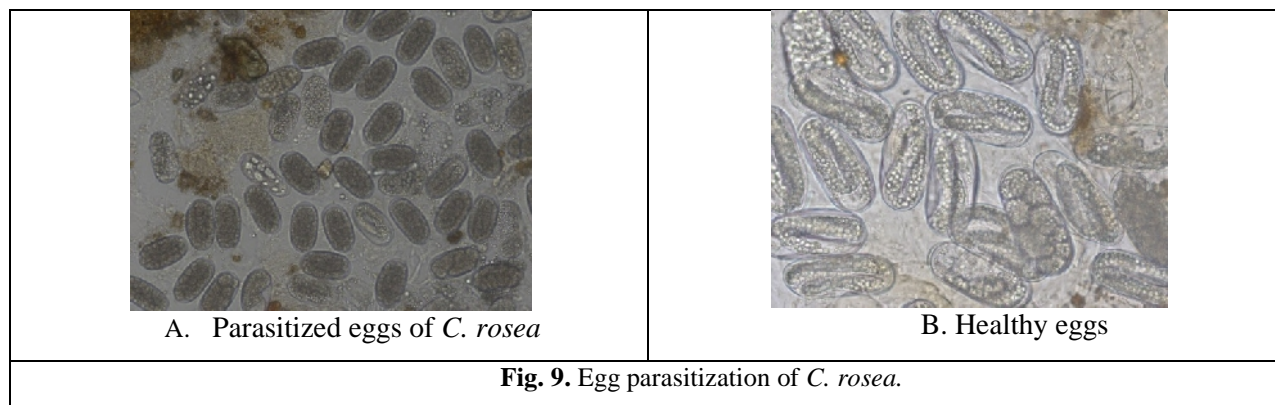 A. Parasitized eggs of C. rosea
B. Healthy eggs
Fig. 9. Egg parasitization of C. rosea.